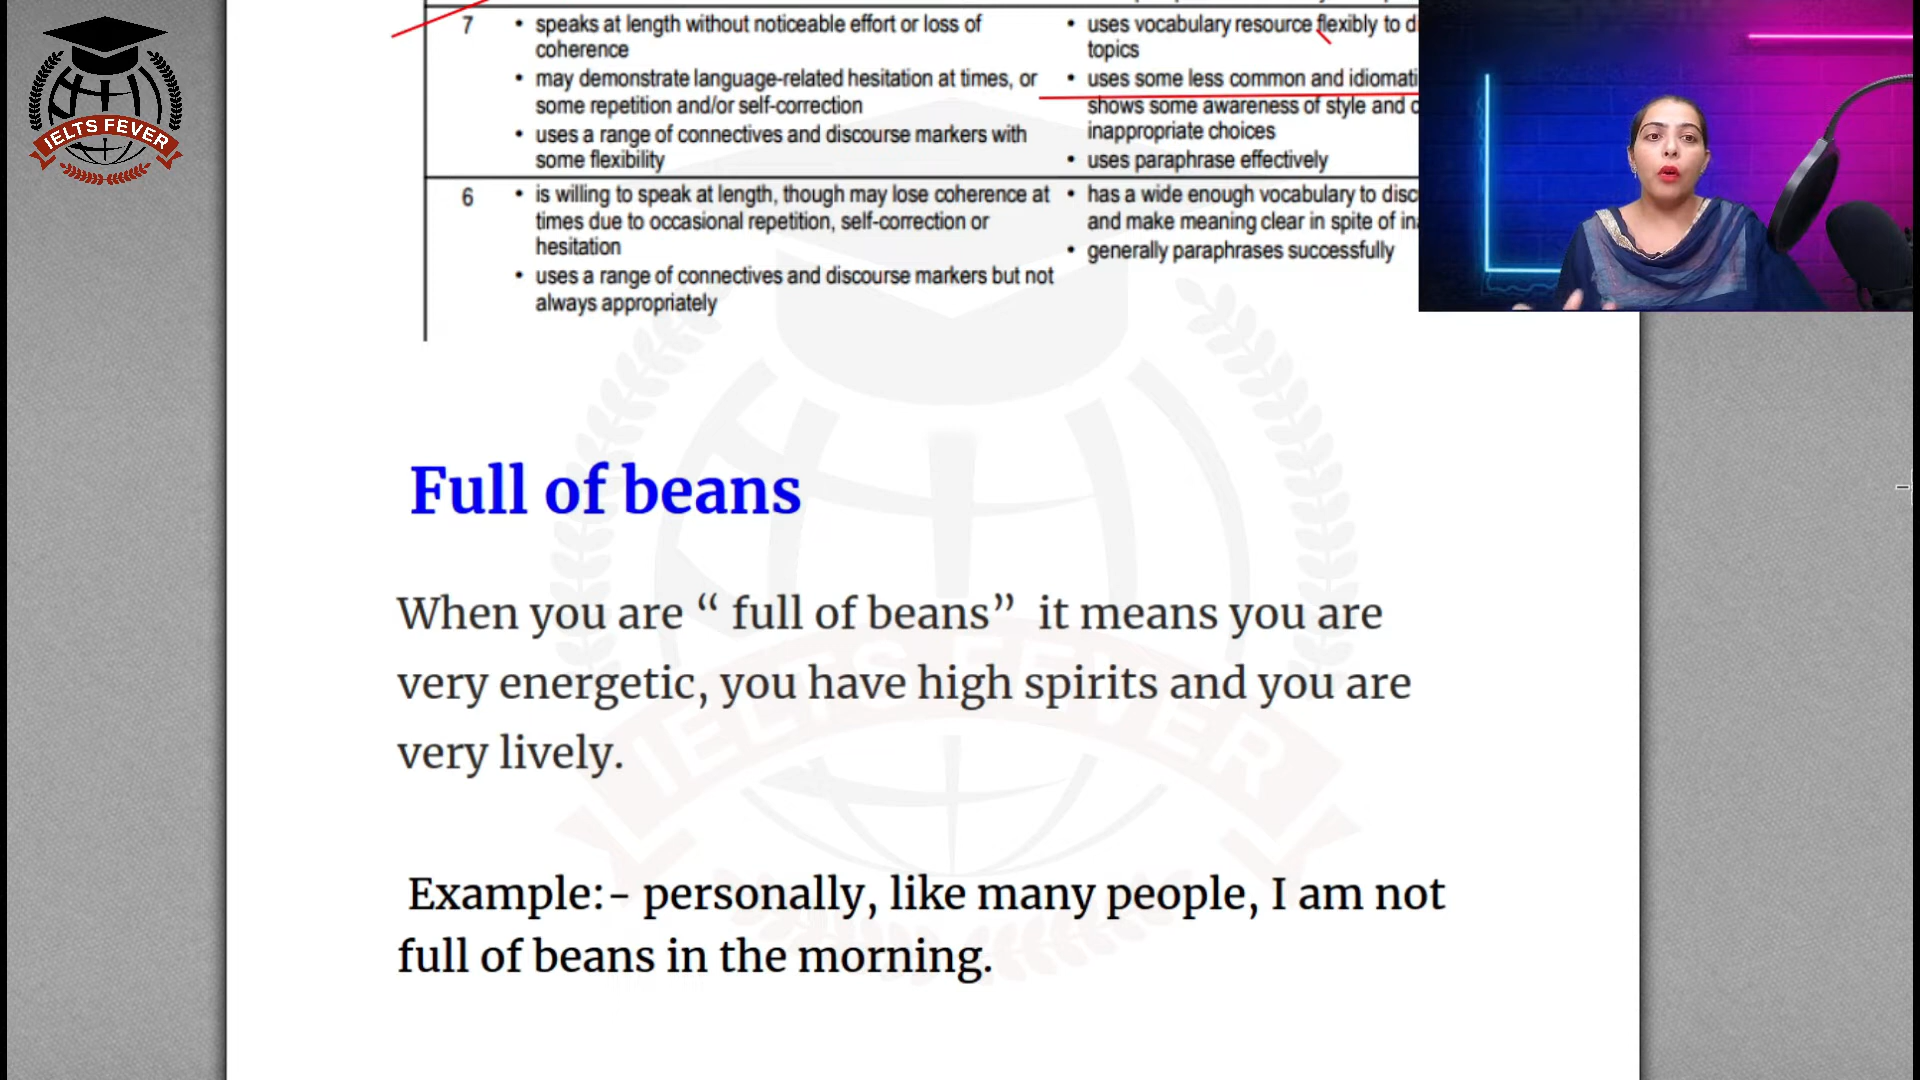 IELTS FEVER
7
• speaks at length without noticeable effort or loss of
coherence
• may demonstrate language-related hesitation at times, or
some repetition and/or self-correction
• uses a range of connectives and discourse markers with
some flexibility
• uses vocabulary resource flexibly to
topics
• uses some less common and
shows some awareness of style and
inappropriate choices
• uses paraphrase effectively
6
• is willing to speak at length, though may lose coherence at
times due to occasional repetition, self-correction or
hesitation
• uses a range of connectives and discourse markers but not
always appropriately
• has a wide enough vocabulary to
and make meaning clear in spite of
• generally paraphrases successfully
Full of beans
When you are “ full of beans” it means you are
very energetic, you have high spirits and you are
very lively.
Example:- personally, like many people, I am not
full of beans in the morning.
IELTS FEVER